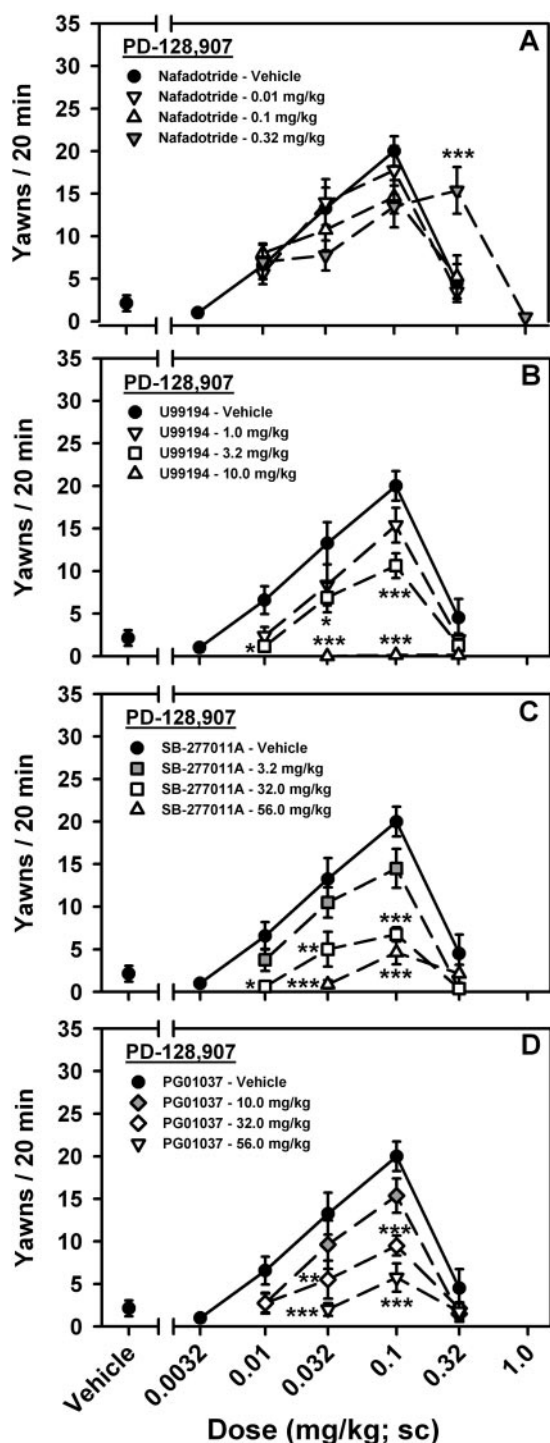 A
PD-128,907
Nafadotride - Vehicle
Nafadotride - 0.01 mg/kg
Nafadotride - 0.1 mg/kg
Nafadotride - 0.32 mg/kg
***
Yawns / 20 min
35
30
25
20
15
10
5
0
B
PD-128,907
U99194 - Vehicle
U99194 - 1.0 mg/kg
U99194 - 3.2 mg/kg
U99194 - 10.0 mg/kg
***
*
*
***
***
Yawns / 20 min
35
30
25
20
15
10
5
0
C
PD-128,907
SB-277011A - Vehicle
SB-277011A - 3.2 mg/kg
SB-277011A - 32.0 mg/kg
SB-277011A - 56.0 mg/kg
***
**
*
***
***
Yawns / 20 min
35
30
25
20
15
10
5
0
D
PD-128,907
PG01037 - Vehicle
PG01037 - 10.0 mg/kg
PG01037 - 32.0 mg/kg
PG01037 - 56.0 mg/kg
***
**
***
***
Yawns / 20 min
35
30
25
20
15
10
5
0
Vehicle
0.0032
0.01
0.032
0.1
0.32
1.0
Dose (mg/kg; sc)